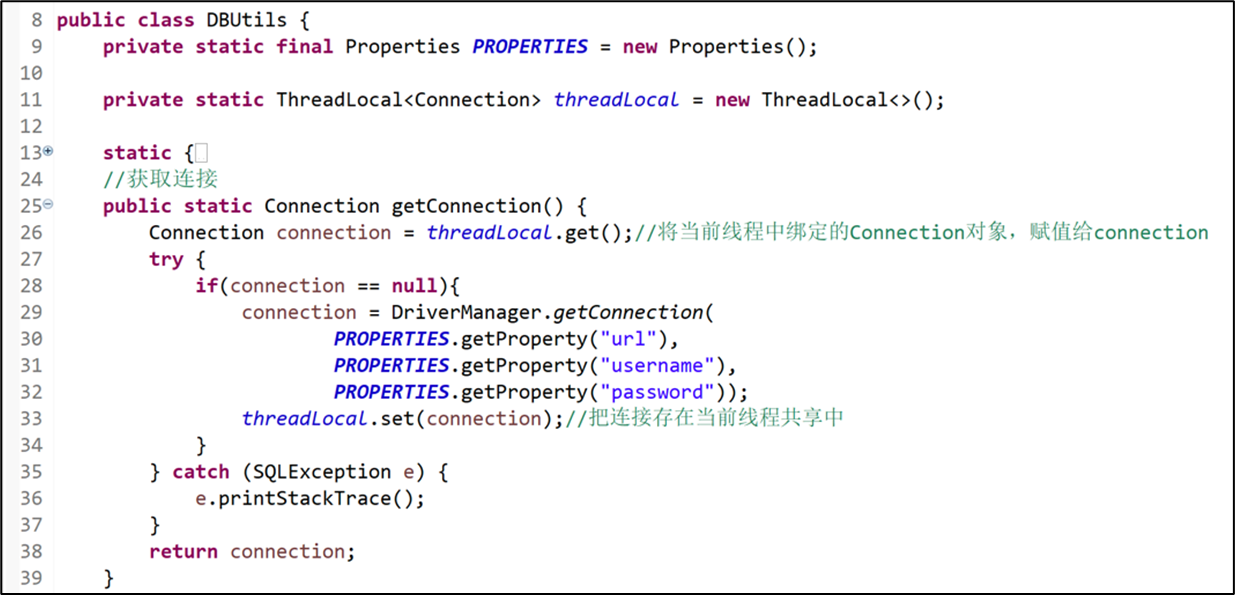 8 public class DBUtils {
9 private static final Properties PROPERTIES = new Properties();
10
11 private static ThreadLocal<Connection> threadLocal = new ThreadLocal<>();
12
13 static {
24 //获取连接
25 public static Connection getConnection() {
26 Connection connection = threadLocal.get();//将当前线程中绑定的Connection对象，赋值给connection
27 try {
28 if(connection == null){
29 connection = DriverManager.getConnection(
30 PROPERTIES.getProperty("url"),
31 PROPERTIES.getProperty("username"),
32 PROPERTIES.getProperty("password"));
33 threadLocal.set(connection);//把连接存在当前线程共享中
34 }
35 } catch (SQLException e) {
36 e.printStackTrace();
37 }
38 return connection;
39 }